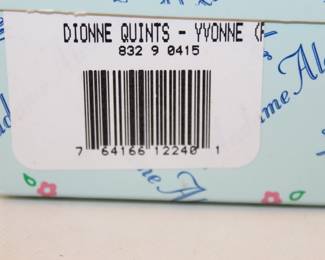 DIONNE QUINTS - YVONNE (
832 9 0415
7 64166 12240 1